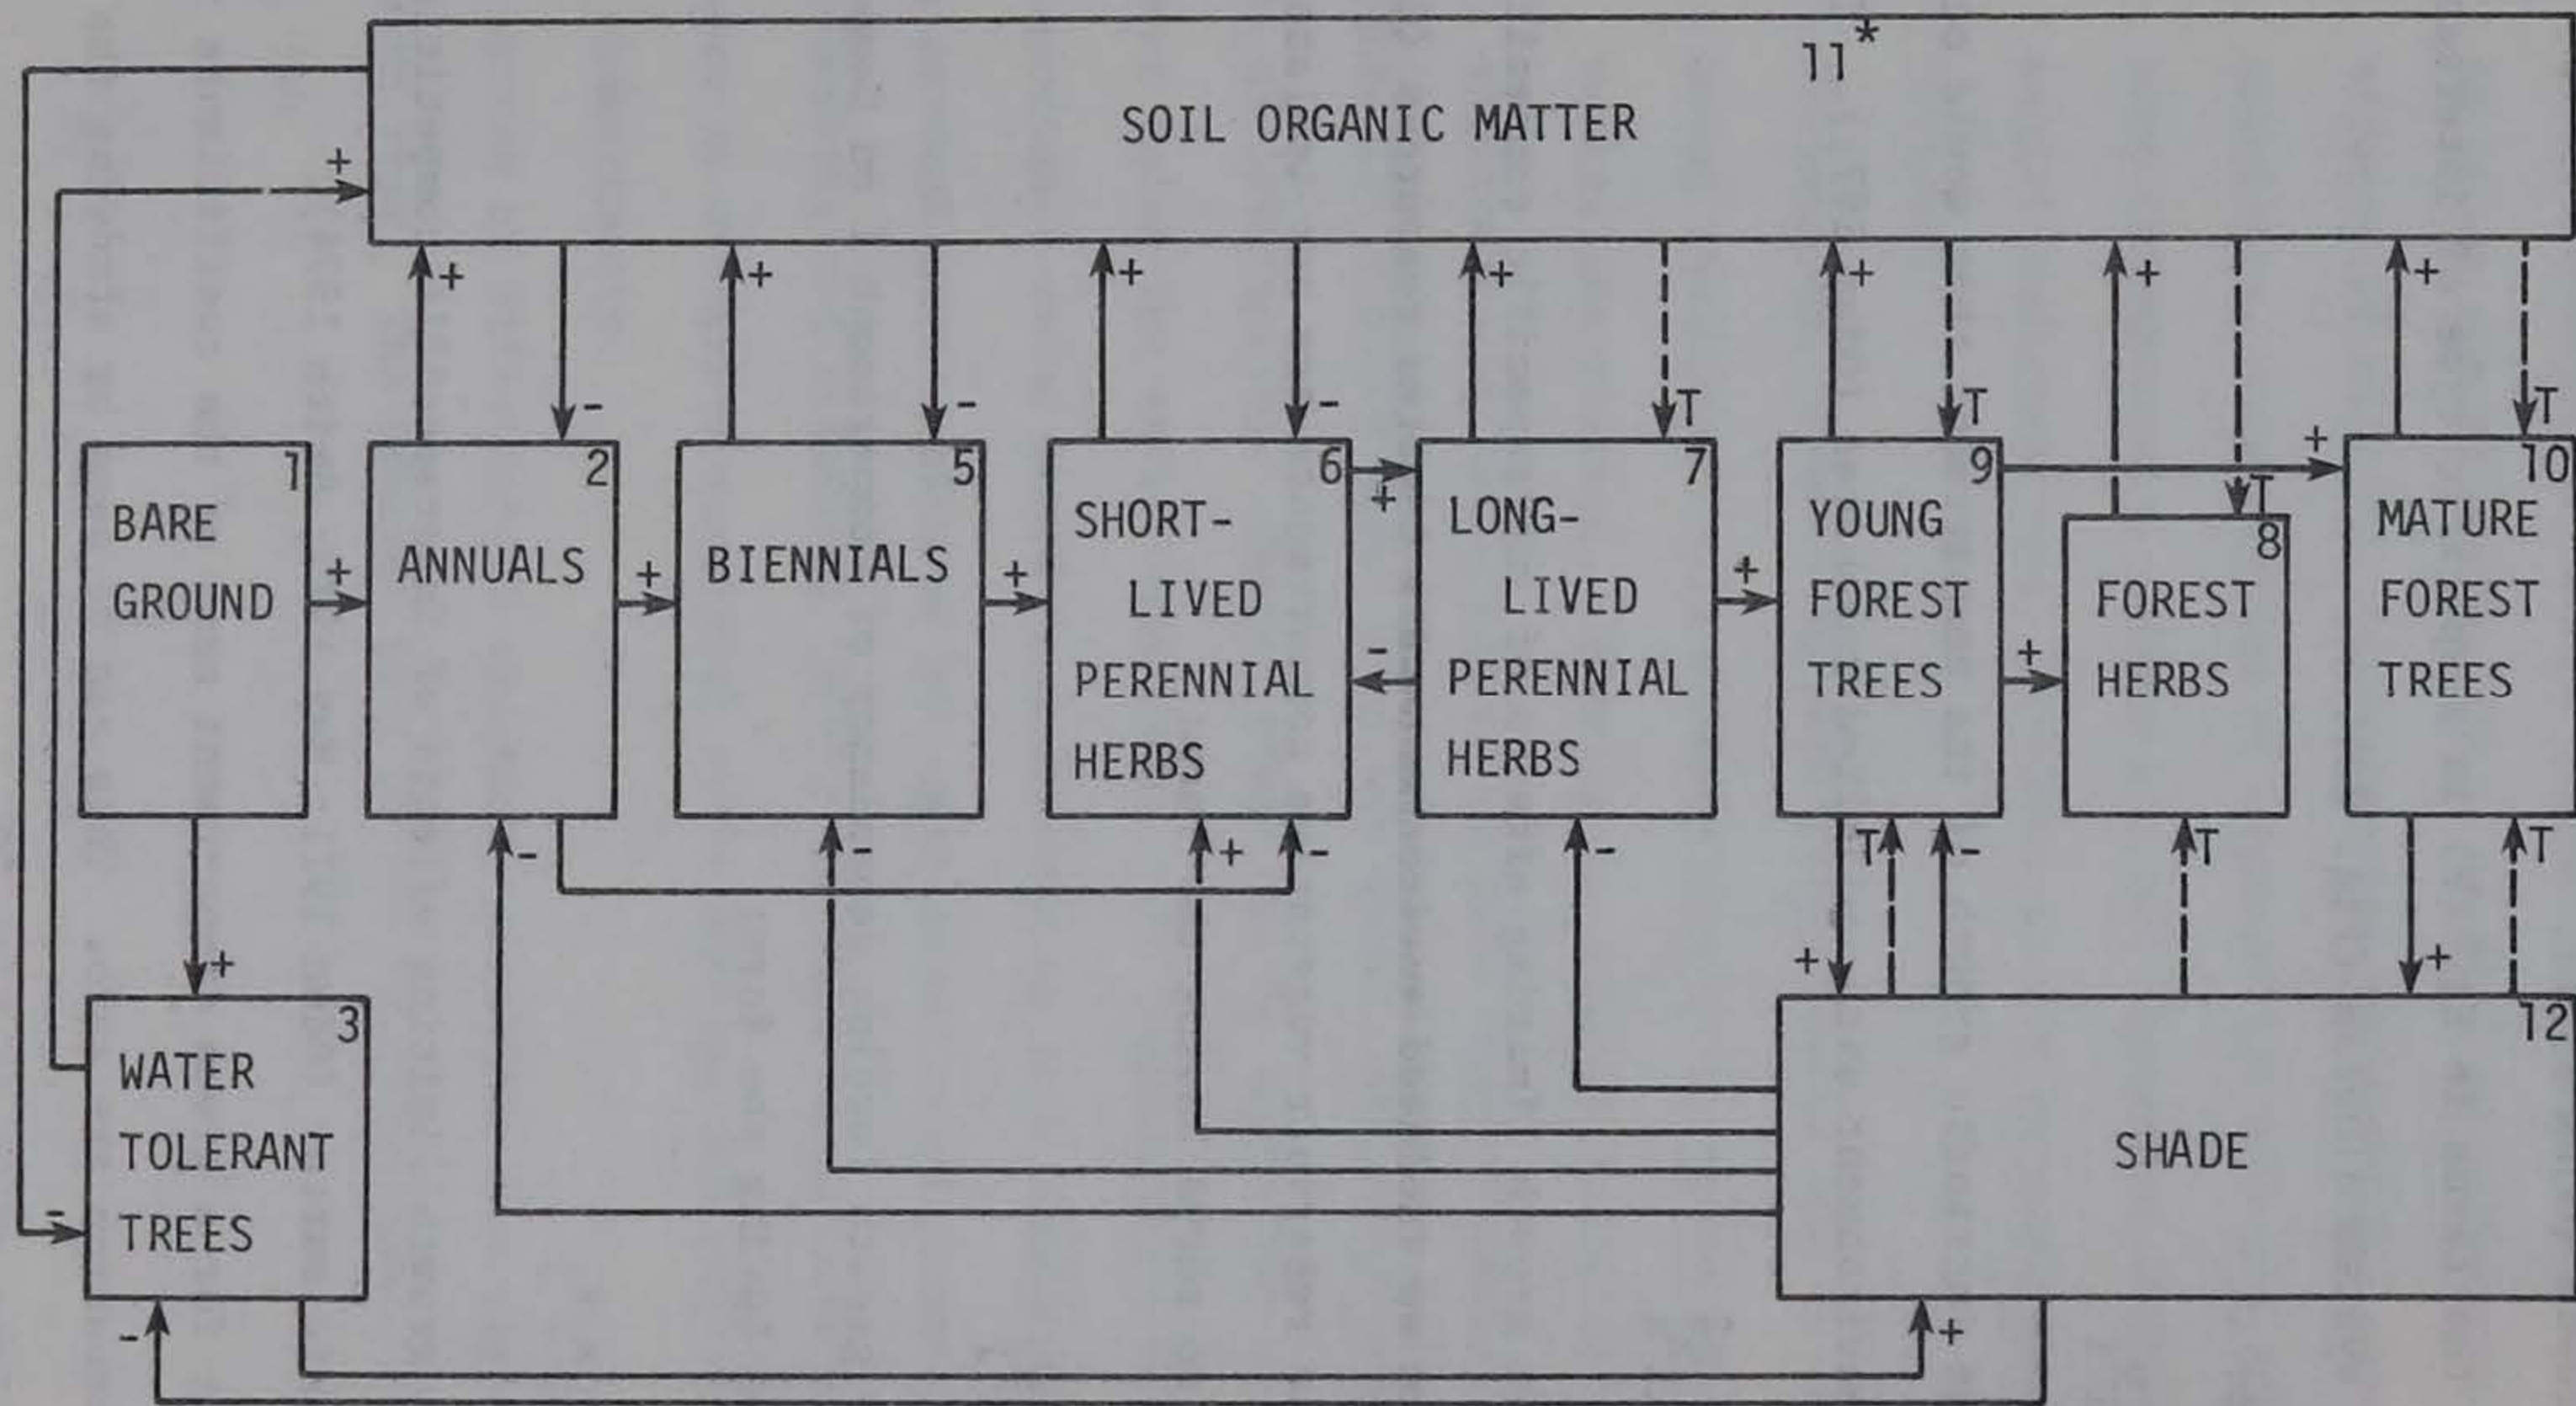 11*
SOIL ORGANIC MATTER
+
+
-
+
-
+
-
+
T
+
T
+
T
+
T
1
BARE
GROUND
+
2
ANNUALS
+
5
BIENNIALS
+
6
SHORT-
LIVED
PERENNIAL
HERBS
+
-
7
LONG-
LIVED
PERENNIAL
HERBS
+
9
YOUNG
FOREST
TREES
+
+
8
FOREST
HERBS
10
MATURE
FOREST
TREES
-
-
+
-
-
+
T
-
T
+
T
+
3
WATER
TOLERANT
TREES
-
-
12
SHADE
+